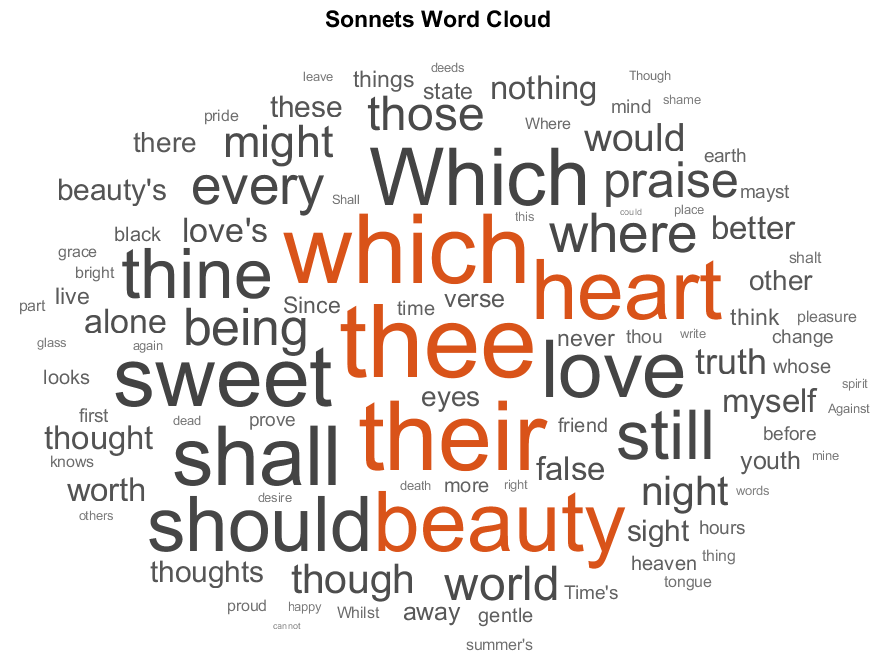 Sonnets Word Cloud
deeds
leave
things
Though
state
nothing
shame
these
those
mind
pride
Where
there
might
would
earth
Which
praise
beauty's
every
mayst
Shall
could
place
this
love's
which
where
better
black
grace
shalt
bright
thine
heart
other
live
part
Since
time
verse
pleasure
alone
being
think
thee
never
thou
write
change
glass
again
love
truth
whose
looks
sweet
spirit
eyes
myself
Against
first
dead
prove
their
friend
still
before
thought
knows
shall
false
youth
mine
worth
death
more
right
night
words
desire
others
should
beauty
sight
hours
heaven
thing
thoughts
though
world
Time's
tongue
proud
happy
Whilst
away
gentle
cannot
summer's